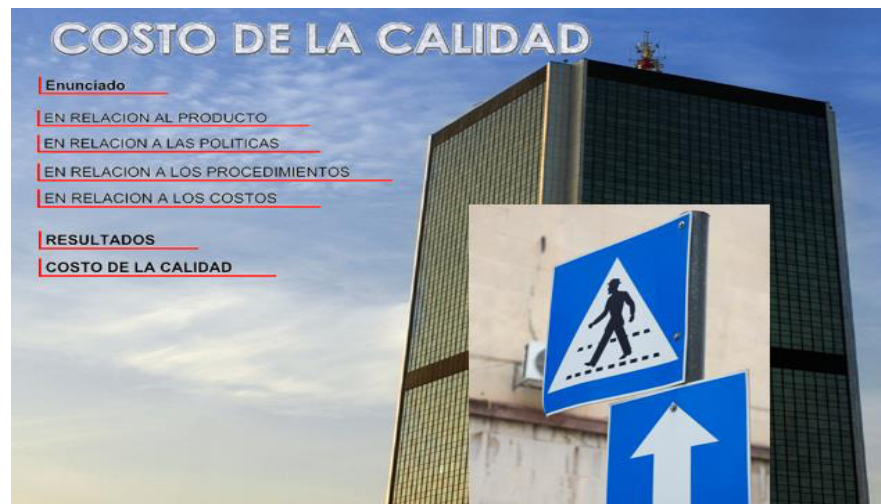 COSTO DE LA CALIDAD
Enunciado
EN RELACION AL PRODUCTO
EN RELACION A LAS POLITICAS
EN RELACION A LOS PROCEDIMIENTOS
EN RELACION A LOS COSTOS
RESULTADOS
COSTO DE LA CALIDAD